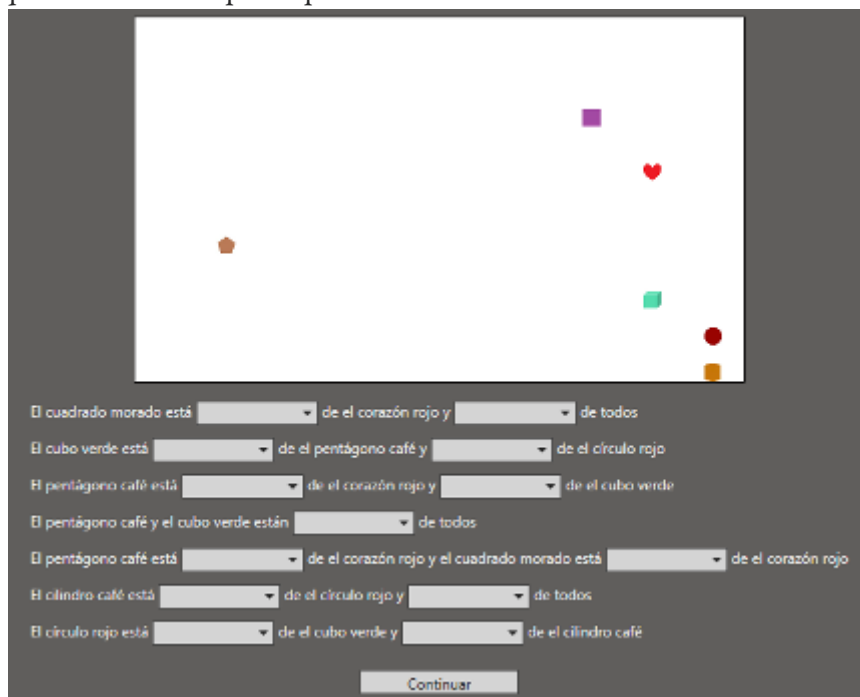 El cuadrado morado está de el corazón rojo y de todos
El cubo verde está de el pentágono café y de el círculo rojo
El pentágono café está de el corazón rojo y de el cubo verde
El pentágono café y el cubo verde están de todos
El pentágono café está de el corazón rojo y el cuadrado morado está de el corazón rojo
El cilindro café está de el círculo rojo y de todos
El círculo rojo está de el cubo verde y de el cilindro café
Continuar